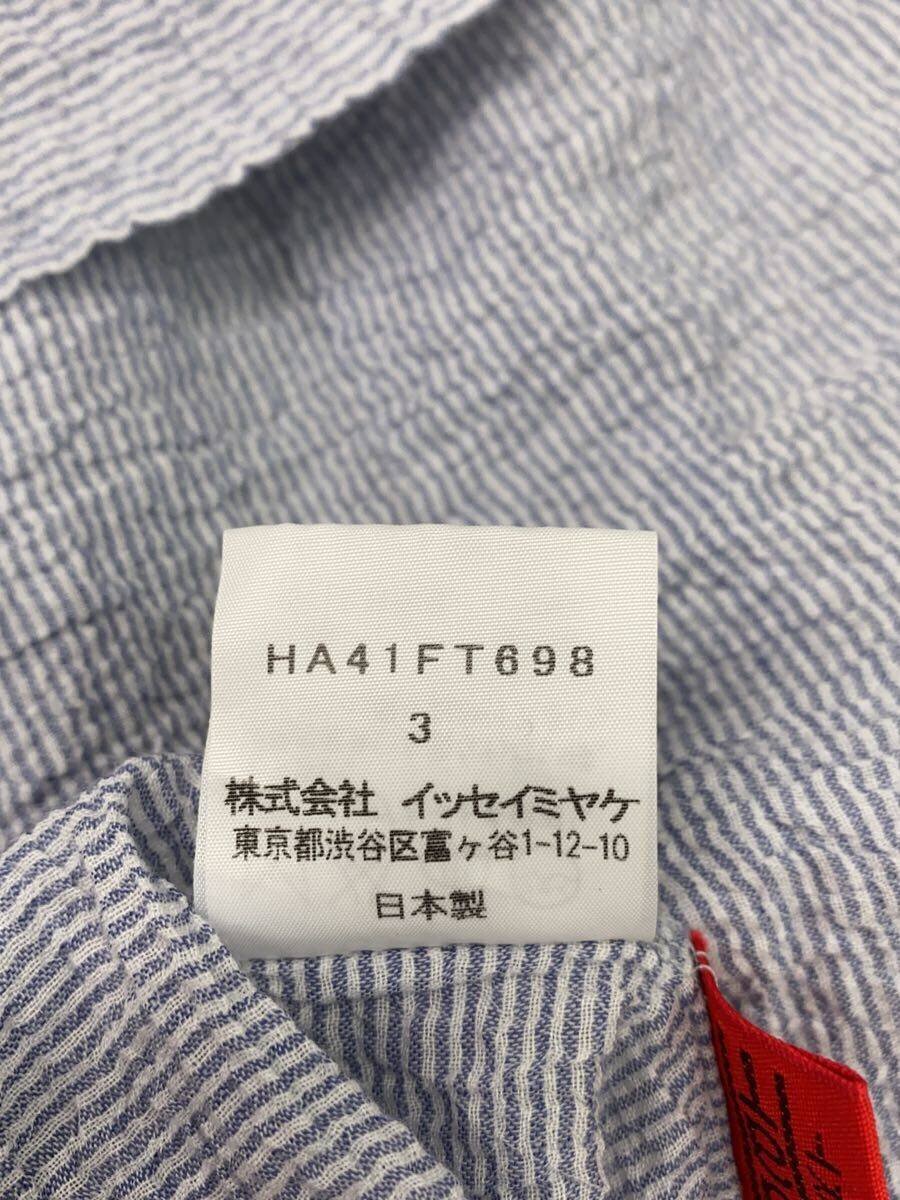 HA41FT698
3
株式会社 イッセイミヤケ
東京都渋谷区富ヶ谷1-12-10
日本製